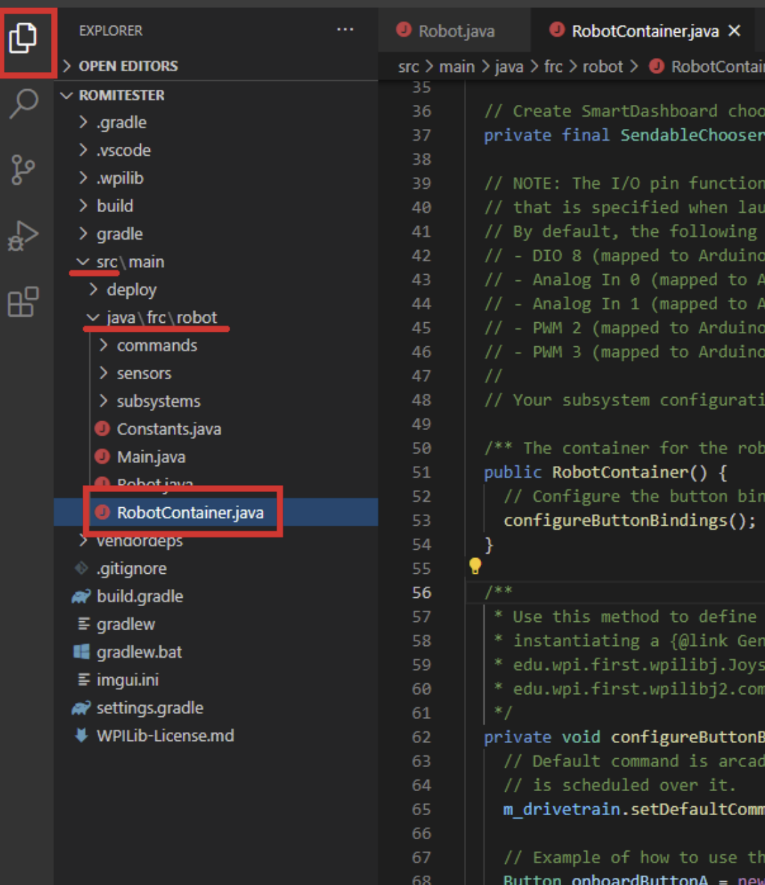 EXPLORER ···
OPEN EDITORS
ROMITESTER
.gradle
.vscode
.wpilib
build
gradle
src\main
deploy
java\frc\robot
commands
sensors
subsystems
Constants.java
Main.java
Robot.java
RobotContainer.java
vendordeps
.gitignore
build.gradle
gradlew
gradlew.bat
imgui.ini
settings.gradle
WPILib-License.md
Robot.java RobotContainer.java ×
src > main > java > frc > robot > RobotContai
35
36 // Create SmartDashboard choo
37 private final SendableChooser
38
39 // NOTE: The I/O pin function
40 // that is specified when lau
41 // By default, the following
42 // - DIO 8 (mapped to Arduino
43 // - Analog In 0 (mapped to A
44 // - Analog In 1 (mapped to A
45 // - PWM 2 (mapped to Arduino
46 // - PWM 3 (mapped to Arduino
47 //
48 // Your subsystem configurati
49
50 /** The container for the rob
51 public RobotContainer() {
52 // Configure the button bin
53 configureButtonBindings();
54 }
55
56 /**
57 * Use this method to define
58 * instantiating a {@link Gen
59 * edu.wpi.first.wpilibj.Joys
60 * edu.wpi.first.wpilibj2.com
61 */
62 private void configureButtonB
63 // Default command is arcad
64 // is scheduled over it.
65 m_drivetrain.setDefaultComm
66
67 // Example of how to use th
68 Button onboardButtonA = new